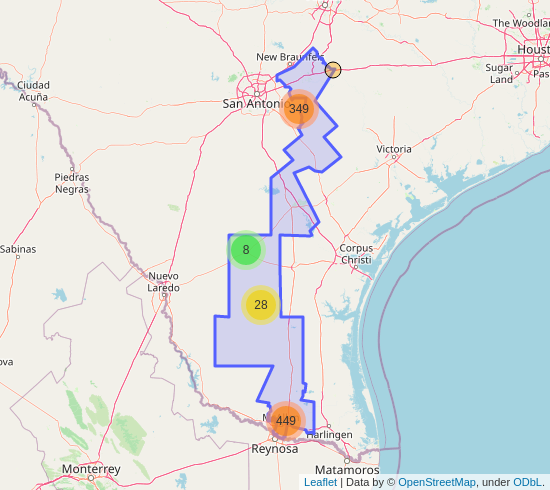 The Woodlan
New Braunfels
Houst
Ciudad
Acuña
Sugar
Land
Pas
San Antoni
349
Victoria
Piedras
Negras
8
Corpus
Christi
Sabinas
Nuevo
Laredo
28
ova
M
449
Harlingen
Reynosa
Monterrey
Matamoros
Leaflet | Data by © OpenStreetMap, under ODbL.